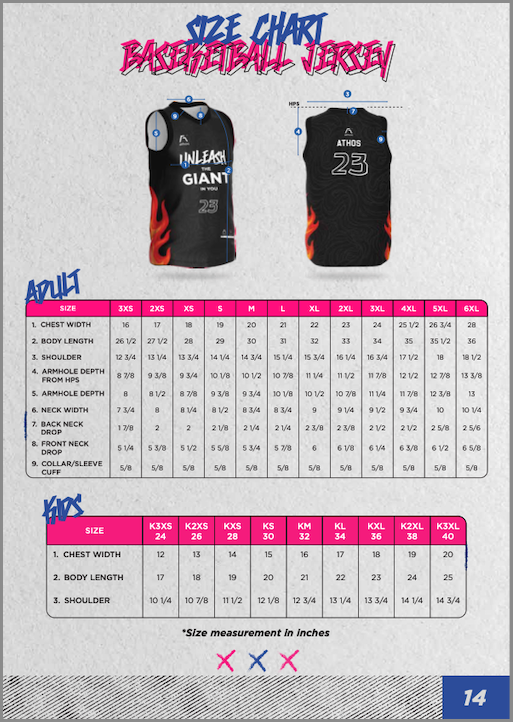 SIZE CHART
BASEKETBALL JERSEY
6
3
HPS
9
8
7
5
4
9
1
2
UNLEASH
THE
GIANT
IN YOU
23
ATHOS
23
ADULT
SIZE 3XS 2XS XS S M L XL 2XL 3XL 4XL 5XL 6XL
1. CHEST WIDTH 16 17 18 19 20 21 22 23 24 25 1/2 26 3/4 28
2. BODY LENGTH 26 1/2 27 1/2 28 29 30 31 32 33 34 35 35 1/2 36
3. SHOULDER 12 3/4 13 1/4 13 3/4 14 1/4 14 3/4 15 1/4 15 3/4 16 1/4 16 3/4 17 1/2 18 18 1/2
4. ARMHOLE DEPTH FROM HPS 8 7/8 9 3/8 9 3/4 10 1/8 10 1/2 10 7/8 11 1/4 11 1/2 11 7/8 12 1/2 12 7/8 13 3/8
5. ARMHOLE DEPTH 8 8 1/2 8 7/8 9 3/8 9 3/4 10 1/8 10 1/2 10 7/8 11 1/4 11 7/8 12 3/8 13
6. NECK WIDTH 7 3/4 8 8 1/4 8 1/2 8 3/4 8 3/4 9 9 1/4 9 1/2 9 3/4 10 10 1/4
7. BACK NECK DROP 1 7/8 2 2 2 1/8 2 1/4 2 1/4 2 3/8 2 3/8 2 1/2 2 1/2 2 5/8 2 5/6
8. FRONT NECK DROP 5 1/4 5 3/8 5 1/2 5 5/8 5 3/4 5 7/8 6 6 1/8 6 1/4 6 3/8 6 1/2 6 5/8
9. COLLAR/SLEEVE CUFF 5/8 5/8 5/8 5/8 5/8 5/8 5/8 5/8 5/8 5/8 5/8 5/8
KIDS
SIZE K3XS 24 K2XS 26 KXS 28 KS 30 KM 32 KL 34 KXL 36 K2XL 38 K3XL 40
1. CHEST WIDTH 12 13 14 15 16 17 18 19 20
2. BODY LENGTH 17 18 19 20 21 22 23 24 25
3. SHOULDER 10 1/4 10 7/8 11 1/2 12 1/8 12 3/4 13 1/4 13 3/4 14 1/4 14 3/4
*Size measurement in inches
14